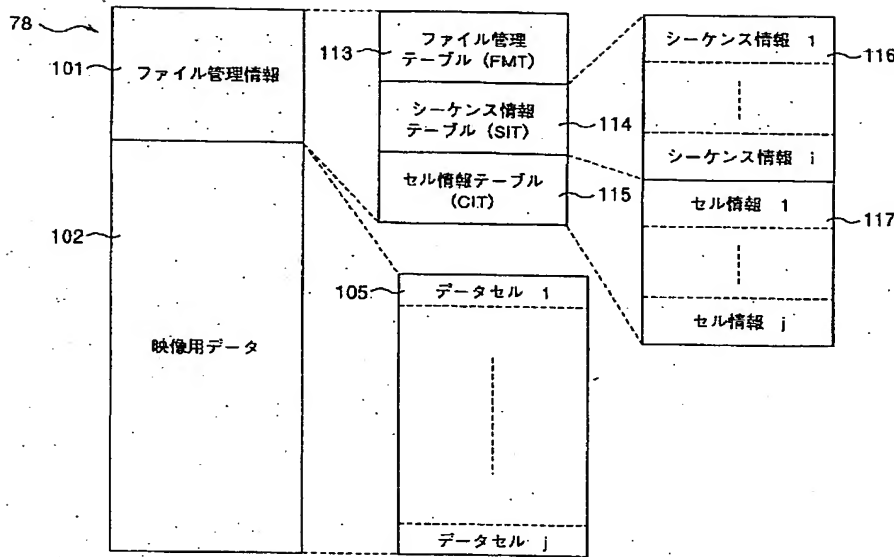 78
101
ファイル管理情報
102
映像用データ
113
ファイル管理
テーブル (FMT)
シーケンス情報
テーブル (SIT)
114
セル情報テーブル
(CIT)
115
シーケンス情報 1
116
シーケンス情報 i
セル情報 1
117
セル情報 j
105
データセル 1
データセル j